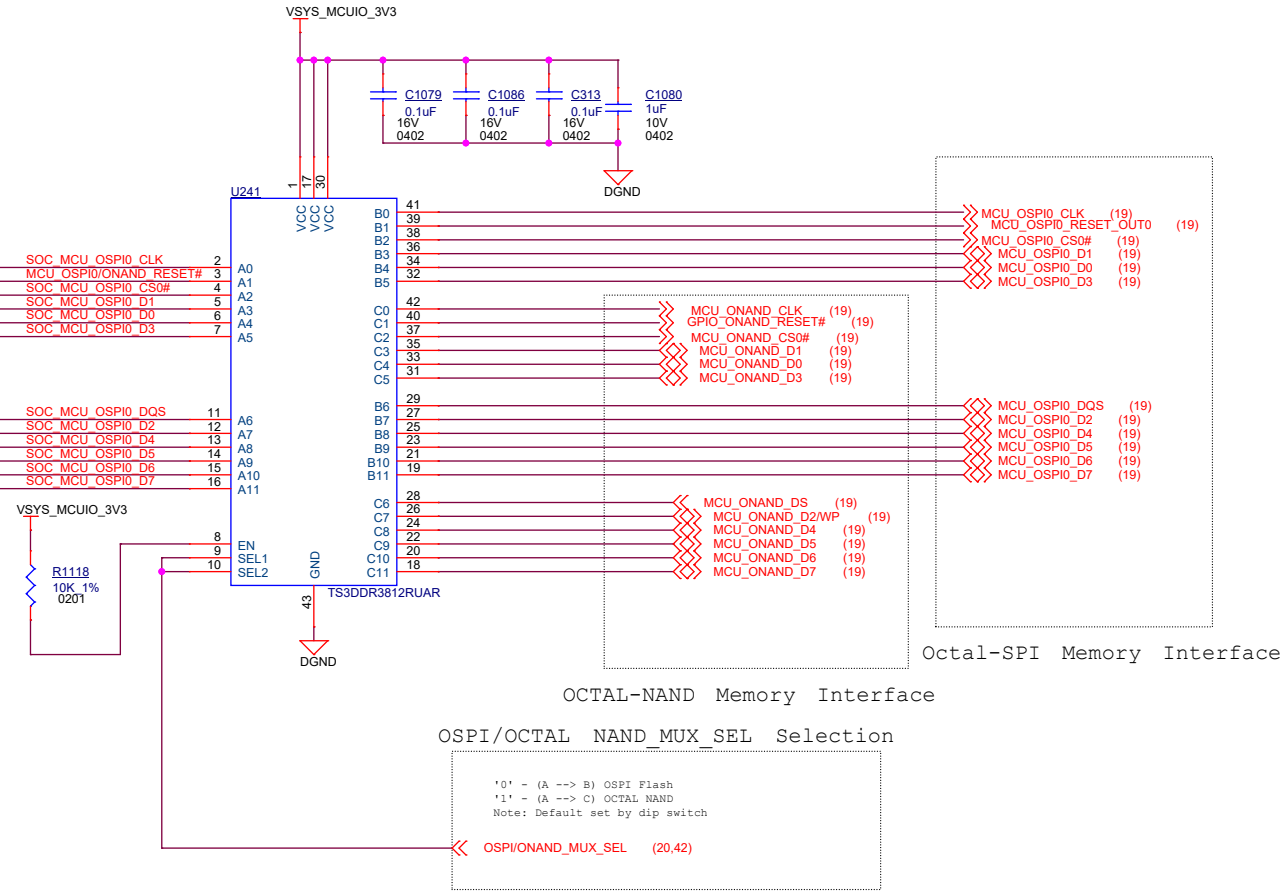 VSYS_MCUIO_3V3
C1079
0.1uF
16V
0402
C1086
0.1uF
16V
0402
C313
0.1uF
16V
0402
C1080
1uF
10V
0402
DGND
U241
1
17
30
VCC
VCC
VCC
SOC_MCU_OSPI0_CLK 2 A0
MCU_OSPI0/ONAND_RESET# 3 A1
SOC_MCU_OSPI0_CS0# 4 A2
SOC_MCU_OSPI0_D1 5 A3
SOC_MCU_OSPI0_D0 6 A4
SOC_MCU_OSPI0_D3 7 A5
SOC_MCU_OSPI0_DQS 11 A6
SOC_MCU_OSPI0_D2 12 A7
SOC_MCU_OSPI0_D4 13 A8
SOC_MCU_OSPI0_D5 14 A9
SOC_MCU_OSPI0_D6 15 A10
SOC_MCU_OSPI0_D7 16 A11
VSYS_MCUIO_3V3
R1118
10K_1%
0201
8 EN
9 SEL1
10 SEL2
GND
43
DGND
TS3DDR3812RUAR
B0 41 MCU_OSPI0_CLK (19)
B1 39 MCU_OSPI0_RESET_OUT0 (19)
B2 38 MCU_OSPI0_CS0# (19)
B3 36 MCU_OSPI0_D1 (19)
B4 34 MCU_OSPI0_D0 (19)
B5 32 MCU_OSPI0_D3 (19)
C0 42 MCU_ONAND_CLK (19)
C1 40 GPIO_ONAND_RESET# (19)
C2 37 MCU_ONAND_CS0# (19)
C3 35 MCU_ONAND_D1 (19)
C4 33 MCU_ONAND_D0 (19)
C5 31 MCU_ONAND_D3 (19)
B6 29 MCU_OSPI0_DQS (19)
B7 27 MCU_OSPI0_D2 (19)
B8 25 MCU_OSPI0_D4 (19)
B9 23 MCU_OSPI0_D5 (19)
B10 21 MCU_OSPI0_D6 (19)
B11 19 MCU_OSPI0_D7 (19)
C6 28 MCU_ONAND_DS (19)
C7 26 MCU_ONAND_D2/WP (19)
C8 24 MCU_ONAND_D4 (19)
C9 22 MCU_ONAND_D5 (19)
C10 20 MCU_ONAND_D6 (19)
C11 18 MCU_ONAND_D7 (19)
Octal-SPI Memory Interface
OCTAL-NAND Memory Interface
OSPI/OCTAL NAND_MUX_SEL Selection
'0' - (A --> B) OSPI Flash
'1' - (A --> C) OCTAL NAND
Note: Default set by dip switch
OSPI/ONAND_MUX_SEL (20,42)